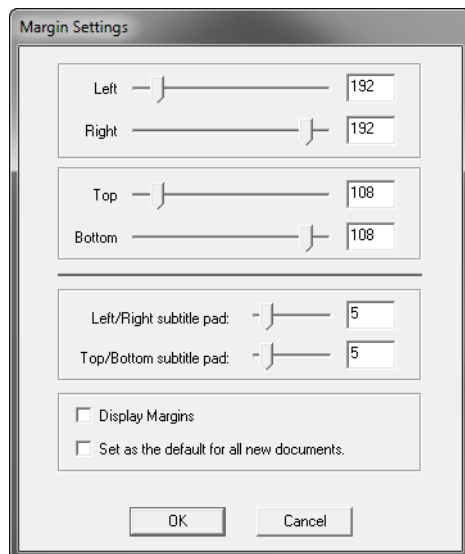 Margin Settings
Left 192
Right 192
Top 108
Bottom 108
Left/Right subtitle pad: 5
Top/Bottom subtitle pad: 5
Display Margins
Set as the default for all new documents.
OK Cancel